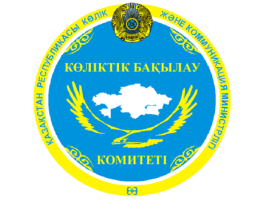 ҚАЗАҚСТАН РЕСПУБЛИКАСЫ КӨЛІК ЖӘНЕ КОММУНИКАЦИЯ МИНИСТРЛІГІ
КӨЛІКТІК БАҚЫЛАУ
КОМИТЕТІ